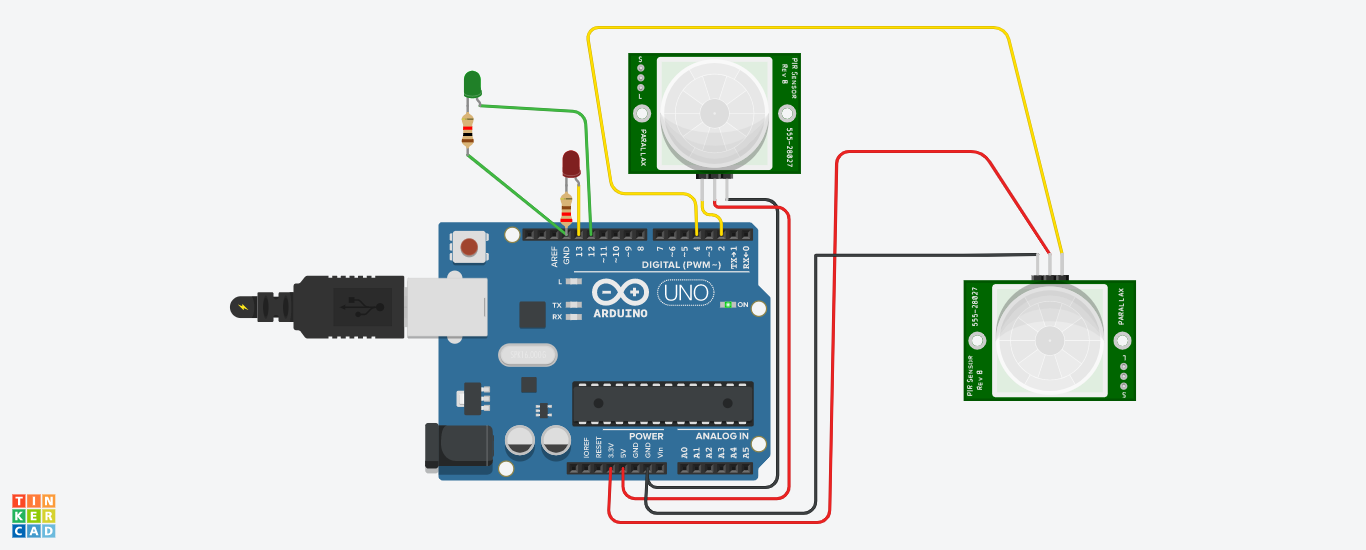 S
L
PIR SENSOR
REV B
PARALLAX
555-28027
AREF
GND
13
12
~11
~10
~9
8
7
~6
~5
4
~3
2
TX→1
RX←0
DIGITAL (PWM~)
L
TX
RX
ARDUINO
UNO
ON
555-28027
PARALLAX
PIR SENSOR
REV B
L
S
POWER
ANALOG IN
IOREF
RESET
3.3V
5V
GND
GND
Vin
A0
A1
A2
A3
A4
A5
TIN
KER
CAD